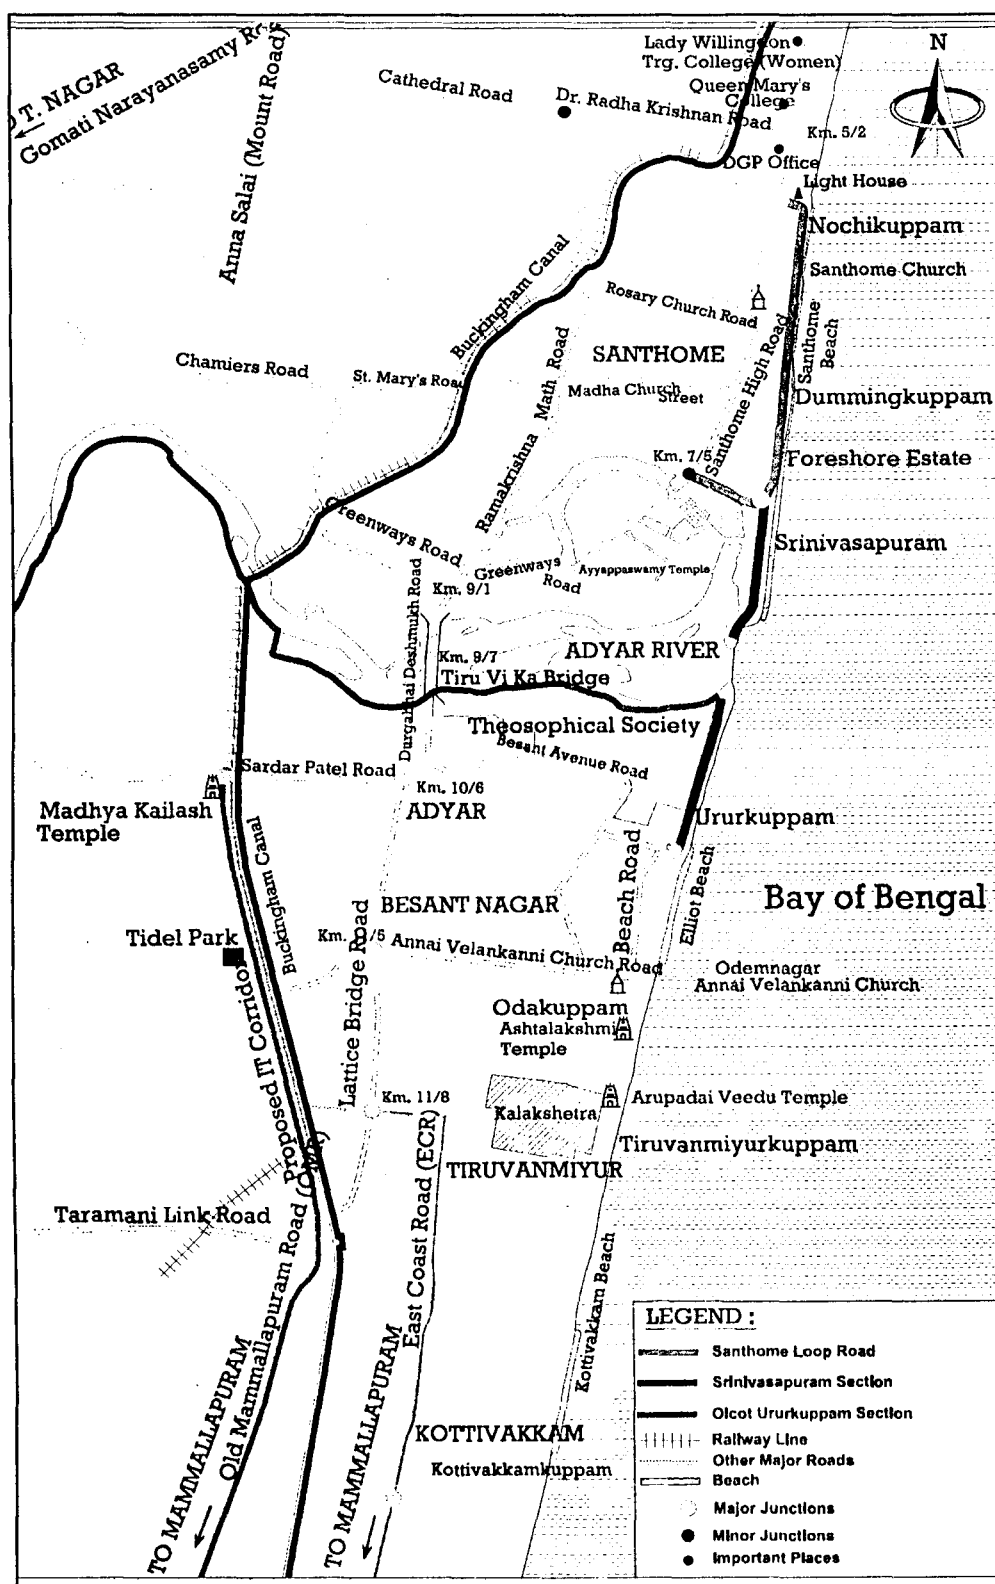 Lady Willington
Trg. College (Women)
Queen Mary's
College
N
T. NAGAR
Gomati Narayanasamy
Anna Salai (Mount Road)
Cathedral Road
Dr. Radha Krishnan Road
Km. 5/2
DGP Office
Light House
Nochikuppam
Santhome Church
Buckingham Canal
Rosary Church Road
Santhome
Beach
SANTHOME
Santhome High Road
Chamiers Road
St. Mary's Road
Ramakrishna Math Road
Madha Church
Street
Dummingkuppam
Km. 7/5
Foreshore Estate
Greenways Road
Srinivasapuram
Greenways
Road
Ayyappaswamy Temple
Km. 9/1
Durgabhai Deshmukh Road
ADYAR RIVER
Km. 9/7
Tiru Vi Ka Bridge
Theosophical Society
Besant Avenue Road
Sardar Patel Road
Km. 10/6
Madhya Kailash
Temple
ADYAR
Ururkuppam
Buckingham Canal
Beach Road
Elliot Beach
Bay of Bengal
BESANT NAGAR
Tidel Park
Km. /5
Annai Velankanni Church Road
Odemnagar
Annai Velankanni Church
Lattice Bridge Road
Odakuppam
Ashtalakshmi
Temple
Proposed IT Corridor
Km. 11/8
Kalakshetra
Arupadai Veedu Temple
Tiruvanmiyurkuppam
TIRUVANMIYUR
Taramani Link Road
Old Mammallapuram Road (OMR)
East Coast Road (ECR)
Kottivakkam Beach
TO MAMMALLAPURAM
TO MAMMALLAPURAM
KOTTIVAKKAM
Kottivakkamkuppam
LEGEND :
Santhome Loop Road
Srinivasapuram Section
Olcot Ururkuppam Section
Railway Line
Other Major Roads
Beach
Major Junctions
Minor Junctions
Important Places